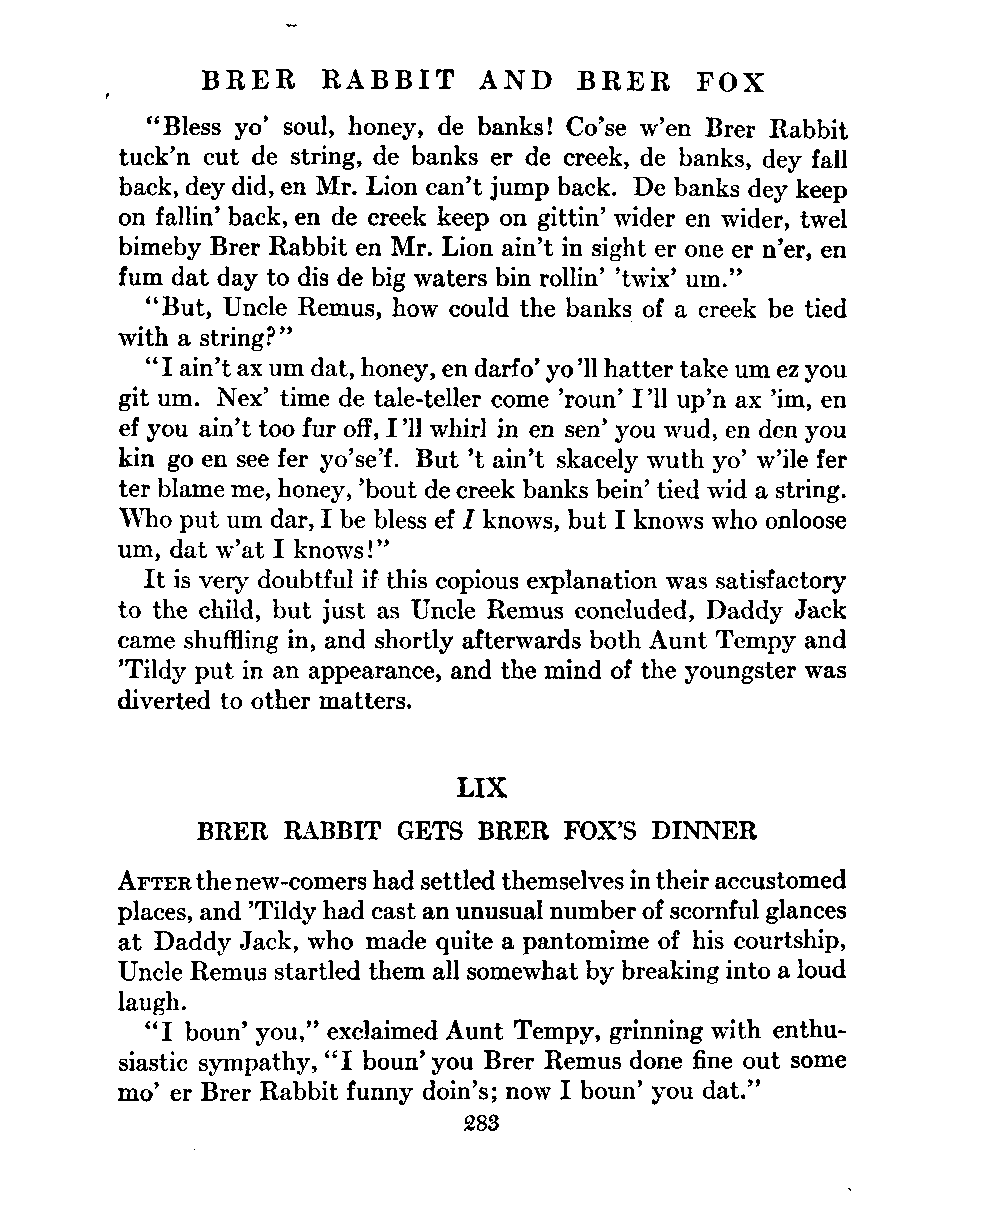 BRER RABBIT AND BRER FOX
“Bless yo’ soul, honey, de banks! Co’se w’en Brer Rabbit
tuck’n cut de string, de banks er de creek, de banks, dey fall
back, dey did, en Mr. Lion can’t jump back. De banks dey keep
on fallin’ back, en de creek keep on gittin’ wider en wider, twel
bimeby Brer Rabbit en Mr. Lion ain’t in sight er one er n’er, en
fum dat day to dis de big waters bin rollin’ ’twix’ um.”
“But, Uncle Remus, how could the banks of a creek be tied
with a string?”
“I ain’t ax um dat, honey, en darfo’ yo ’ll hatter take um ez you
git um. Nex’ time de tale-teller come ’roun’ I ’ll up’n ax ’im, en
ef you ain’t too fur off, I ’ll whirl in en sen’ you wud, en den you
kin go en see fer yo’se’f. But ’t ain’t skacely wuth yo’ w’ile fer
ter blame me, honey, ’bout de creek banks bein’ tied wid a string.
Who put um dar, I be bless ef I knows, but I knows who onloose
um, dat w’at I knows!”
It is very doubtful if this copious explanation was satisfactory
to the child, but just as Uncle Remus concluded, Daddy Jack
came shuffling in, and shortly afterwards both Aunt Tempy and
’Tildy put in an appearance, and the mind of the youngster was
diverted to other matters.
LIX
BRER RABBIT GETS BRER FOX’S DINNER
AFTER the new-comers had settled themselves in their accustomed
places, and ’Tildy had cast an unusual number of scornful glances
at Daddy Jack, who made quite a pantomime of his courtship,
Uncle Remus startled them all somewhat by breaking into a loud
laugh.
“I boun’ you,” exclaimed Aunt Tempy, grinning with enthu-
siastic sympathy, “I boun’ you Brer Remus done fine out some
mo’ er Brer Rabbit funny doin’s; now I boun’ you dat.”
283